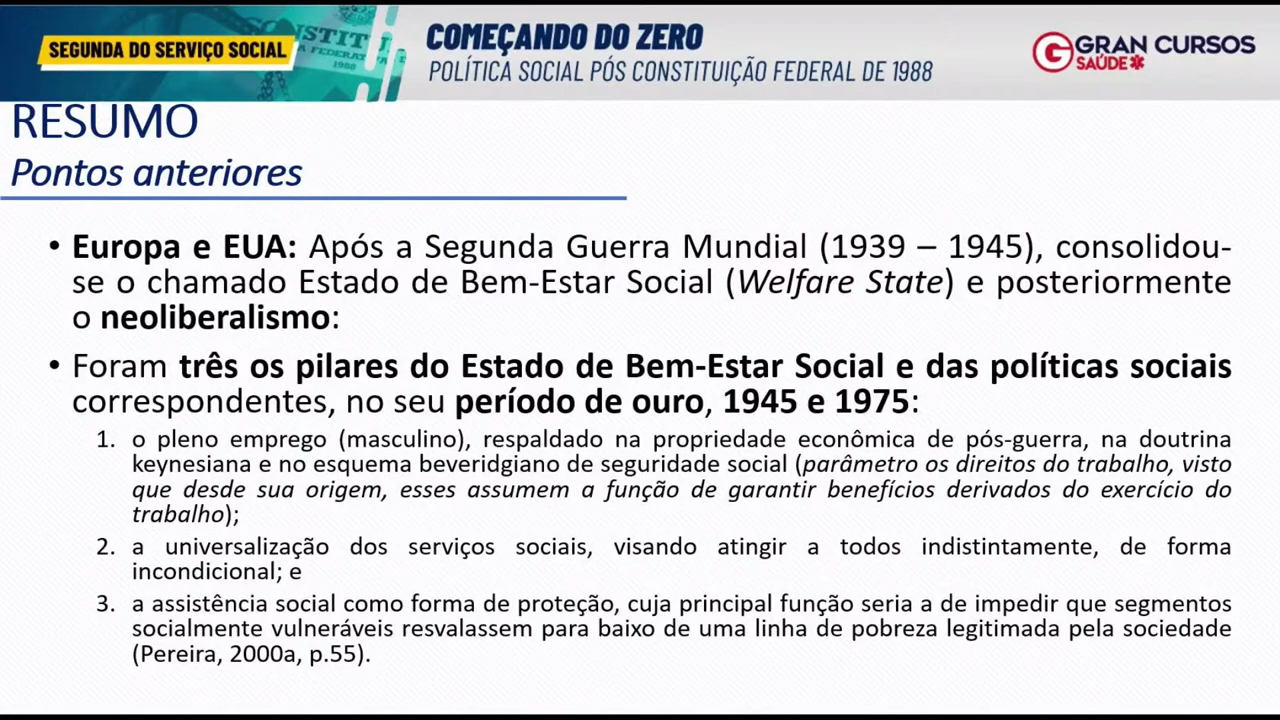 SEGUNDA DO SERVIÇO SOCIAL
CONSTITUI
A FEDERATIVA
1988
COMEÇANDO DO ZERO
POLÍTICA SOCIAL PÓS CONSTITUIÇÃO FEDERAL DE 1988
G GRAN CURSOS
SAÚDE
RESUMO
Pontos anteriores
• Europa e EUA: Após a Segunda Guerra Mundial (1939 – 1945), consolidou-
se o chamado Estado de Bem-Estar Social (Welfare State) e posteriormente
o neoliberalismo:
• Foram três os pilares do Estado de Bem-Estar Social e das políticas sociais
correspondentes, no seu período de ouro, 1945 e 1975:
1. o pleno emprego (masculino), respaldado na propriedade econômica de pós-guerra, na doutrina
keynesiana e no esquema beveridgiano de seguridade social (parâmetro os direitos do trabalho, visto
que desde sua origem, esses assumem a função de garantir benefícios derivados do exercício do
trabalho);
2. a universalização dos serviços sociais, visando atingir a todos indistintamente, de forma
incondicional; e
3. a assistência social como forma de proteção, cuja principal função seria a de impedir que segmentos
socialmente vulneráveis resvalassem para baixo de uma linha de pobreza legitimada pela sociedade
(Pereira, 2000a, p.55).